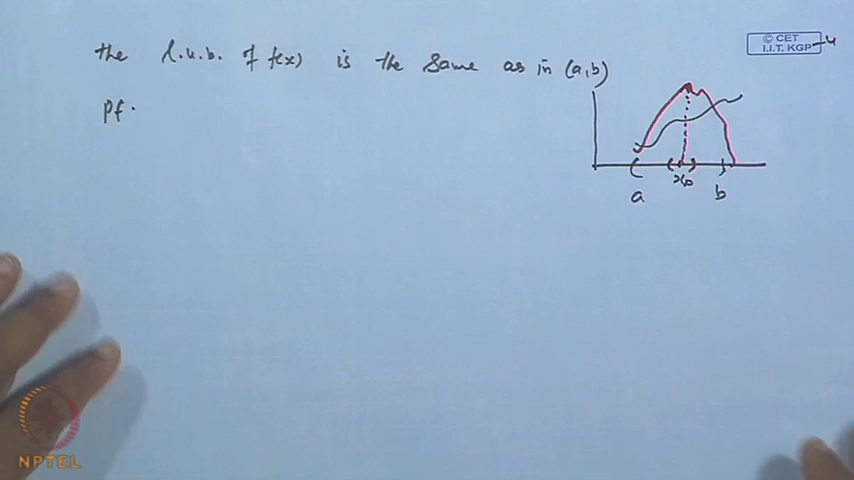 the l.u.b. of f(x) is the same as in (a,b)
Pf.
© CET
I.I.T. KGP
x₀
a
b
NPTEL